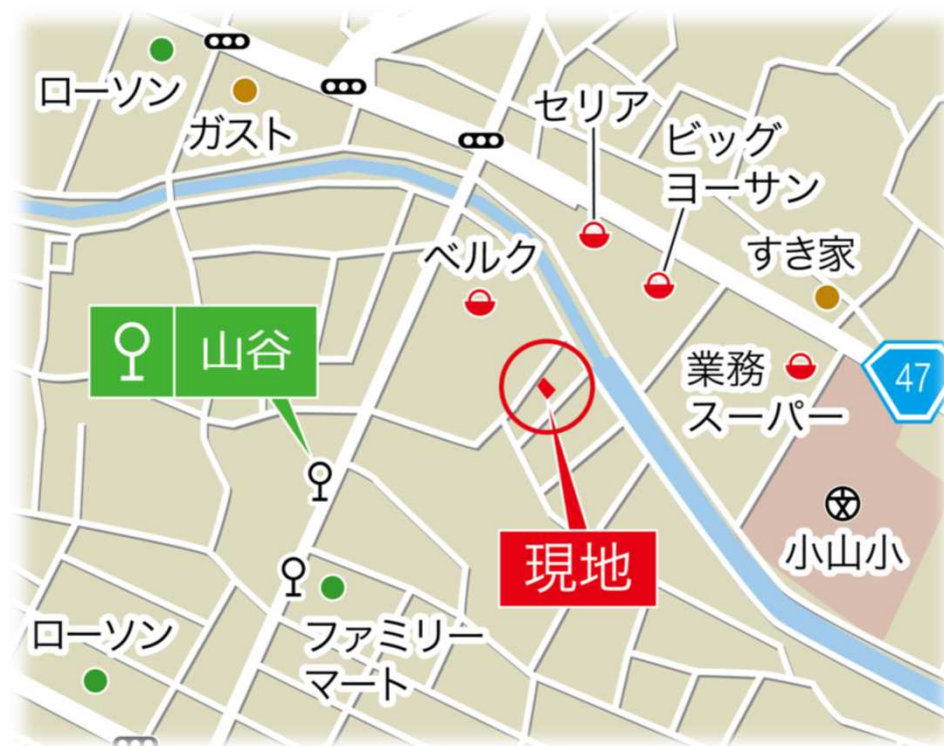 ローソン
ガスト
セリア
ビッグ
ヨーサン
ベルク
すき家
山谷
業務
スーパー
47
小山小
現地
ファミリー
マート
ローソン